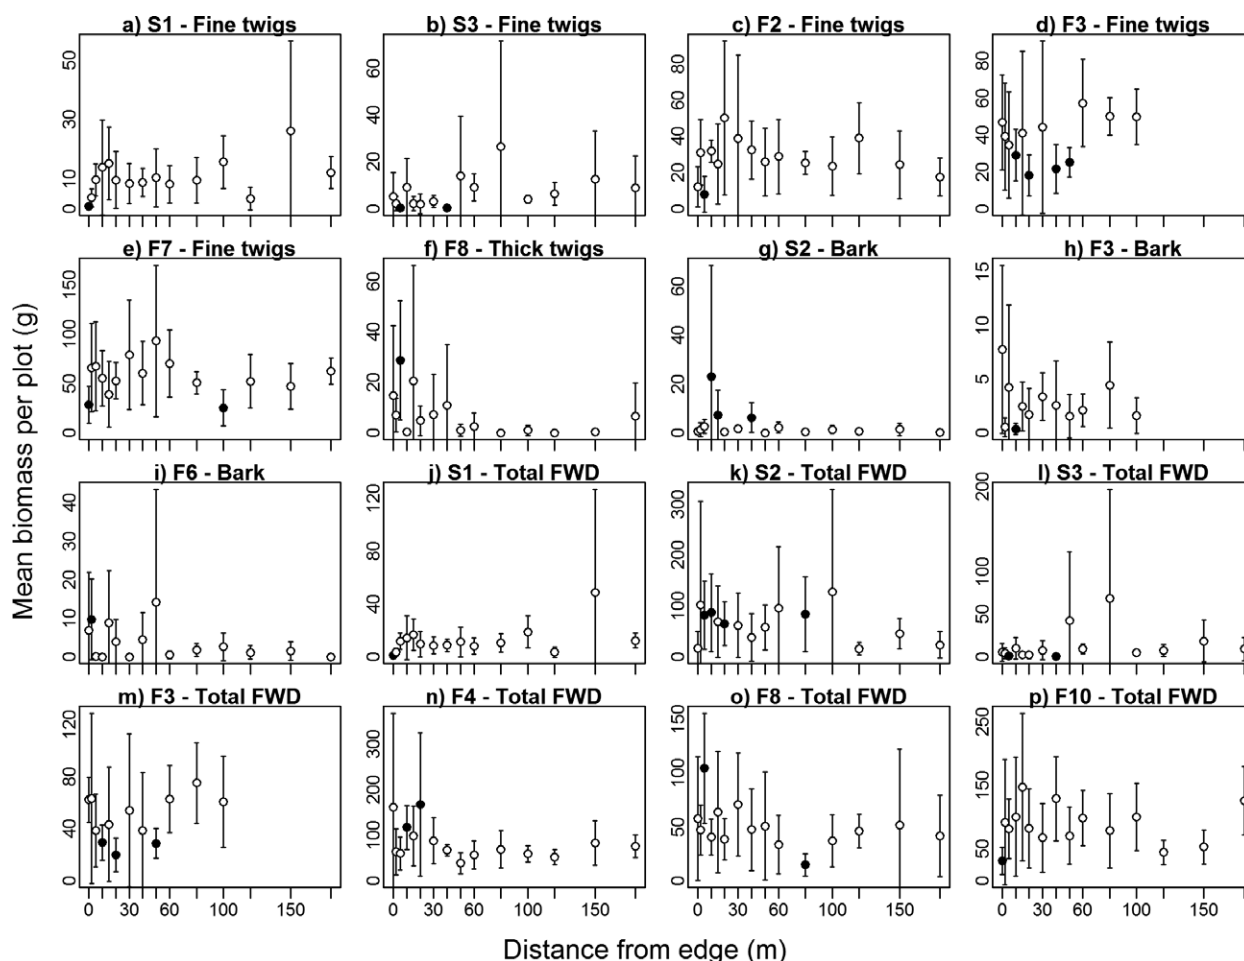 a) S1 - Fine twigs b) S3 - Fine twigs c) F2 - Fine twigs d) F3 - Fine twigs
50 30 10 0
60 40 20 0
80 60 40 20 0
80 60 40 20 0
e) F7 - Fine twigs f) F8 - Thick twigs g) S2 - Bark h) F3 - Bark
150 100 50 0
60 40 20 0
60 40 20 0
15 10 5 0
i) F6 - Bark j) S1 - Total FWD k) S2 - Total FWD l) S3 - Total FWD
40 30 20 10 0
120 80 40 0
300 200 100 0
200 100 50 0
m) F3 - Total FWD n) F4 - Total FWD o) F8 - Total FWD p) F10 - Total FWD
120 80 40 0
300 200 100 0
150 100 50 0
250 150 50 0
0 30 60 150 0 30 60 150 0 30 60 150 0 30 60 100 150
Mean biomass per plot (g)
Distance from edge (m)